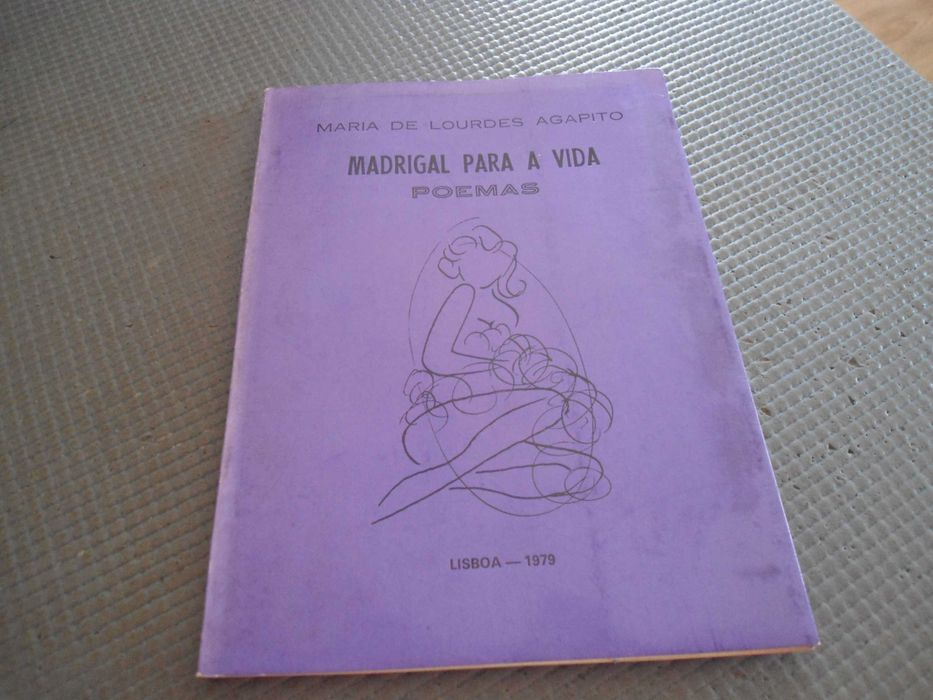 MARIA DE LOURDES AGAPITO
MADRIGAL PARA A VIDA
POEMAS
LISBOA — 1979